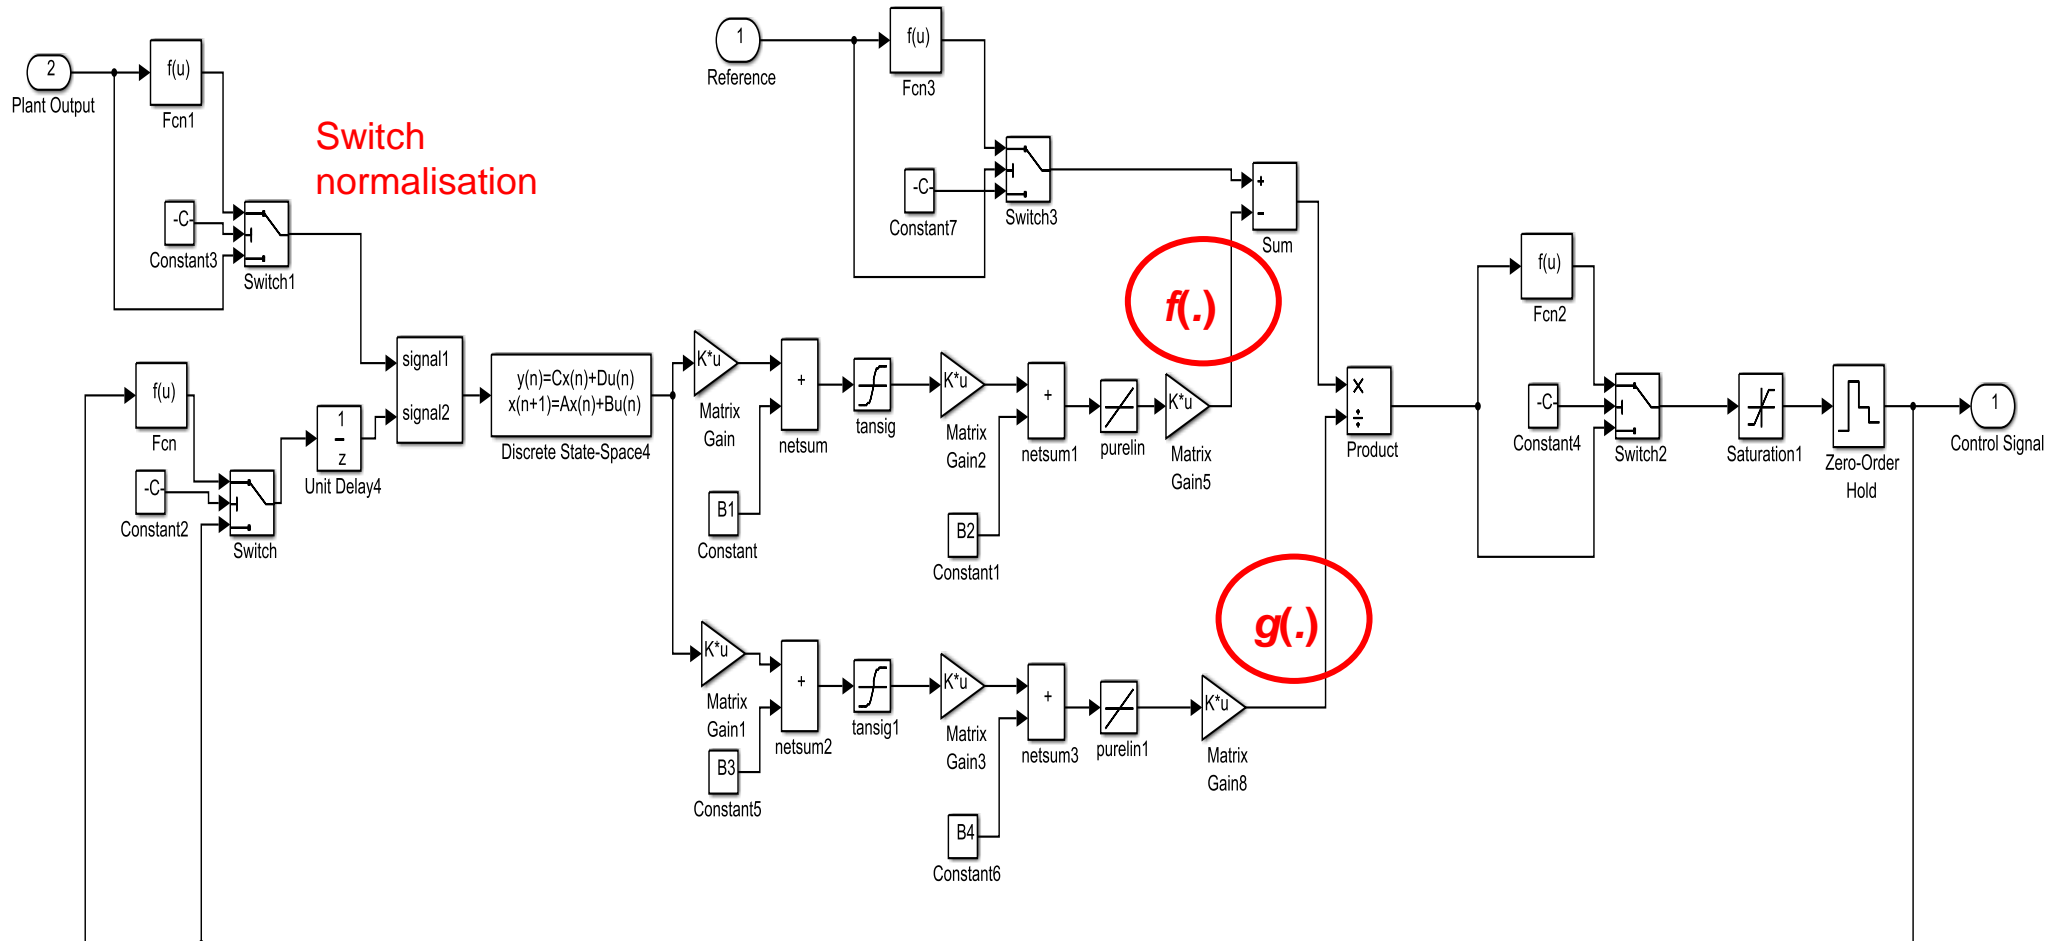 2
Plant Output
f(u)
Fcn1
Switch
normalisation
-C-
Constant3
Switch1
1
Reference
f(u)
Fcn3
-C-
Constant7
Switch3
+
-
Sum
f(.)
f(u)
Fcn
-C-
Constant2
Switch
1
z
Unit Delay4
signal1
signal2
y(n)=Cx(n)+Du(n)
x(n+1)=Ax(n)+Bu(n)
Discrete State-Space4
K*u
Matrix
Gain
+
netsum
B1
Constant
tansig
K*u
Matrix
Gain2
+
netsum1
B2
Constant1
purelin
K*u
Matrix
Gain5
×
÷
Product
f(u)
Fcn2
-C-
Constant4
Switch2
Saturation1
Zero-Order
Hold
1
Control Signal
g(.)
K*u
Matrix
Gain1
+
netsum2
B3
Constant5
tansig1
K*u
Matrix
Gain3
+
netsum3
B4
Constant6
purelin1
K*u
Matrix
Gain8